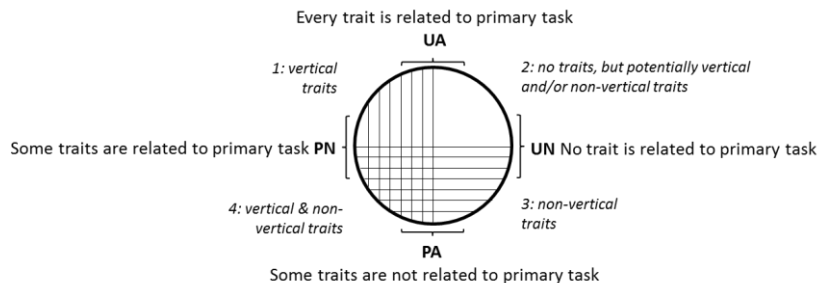 Every trait is related to primary task
UA
1: vertical
traits
2: no traits, but potentially vertical
and/or non-vertical traits
Some traits are related to primary task PN
UN No trait is related to primary task
4: vertical & non-
vertical traits
3: non-vertical
traits
PA
Some traits are not related to primary task